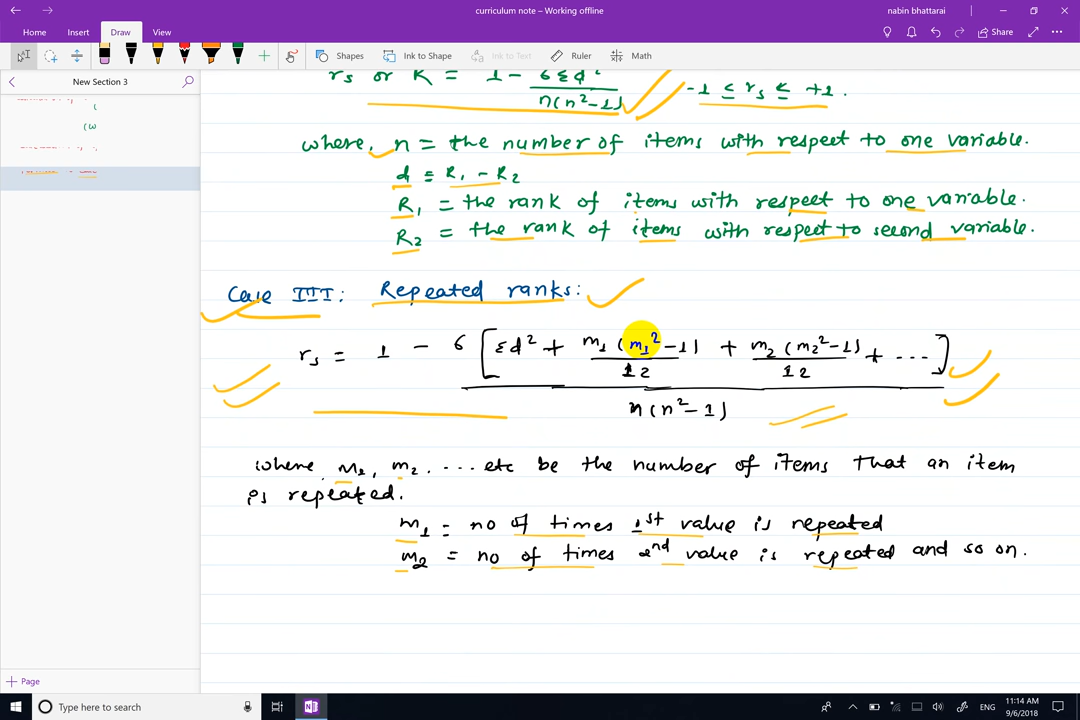 curriculum note – Working offline
nabin bhattarai
Home Insert Draw View
Share
Shapes Ink to Shape Ink to Text Ruler Math
New Section 3
rs or R = 1 - 6Σd² / n(n²-1) -1 ≤ rs ≤ +1.
where, n = the number of items with respect to one variable.
d = R1 - R2
R1 = the rank of items with respect to one variable.
R2 = the rank of items with respect to second variable.
Case III: Repeated ranks:
rs = 1 - 6 [Σd² + m1(m1²-1)/12 + m2(m2²-1)/12 + ...] / n(n²-1)
where, m1, m2, ... etc be the number of items that an item
is repeated.
m1 = no of times 1st value is repeated
m2 = no of times 2nd value is repeated and so on.
+ Page
Type here to search
ENG
11:14 AM
9/6/2018